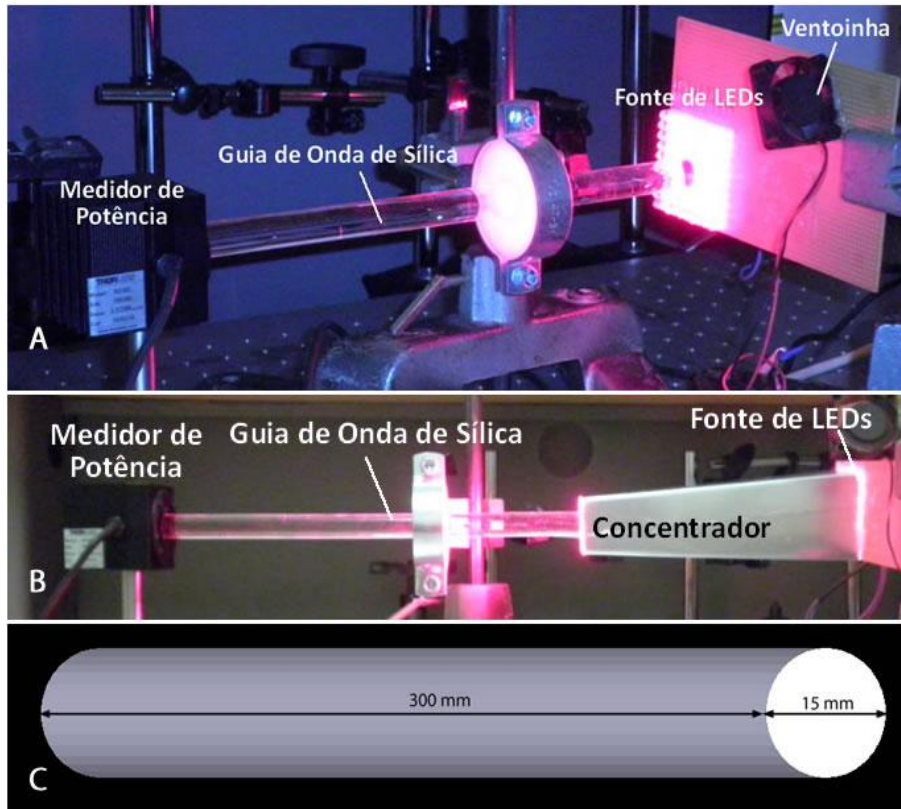 Ventoinha
Fonte de LEDs
Guia de Onda de Sílica
Medidor de
Potência
A
Fonte de LEDs
Medidor de
Potência
Guia de Onda de Sílica
Concentrador
B
300 mm
15 mm
C